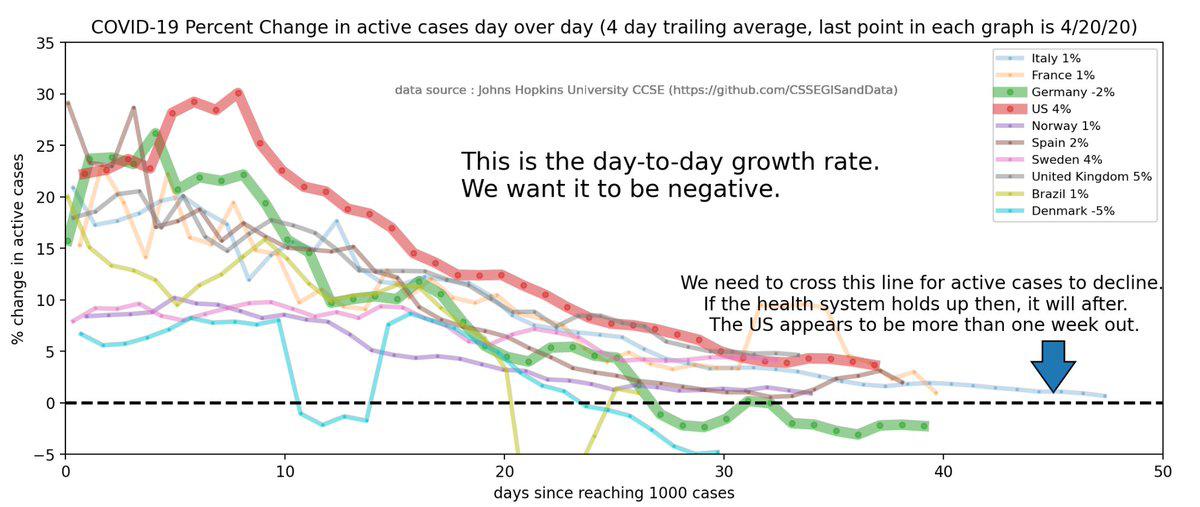 COVID-19 Percent Change in active cases day over day (4 day trailing average, last point in each graph is 4/20/20)
data source : Johns Hopkins University CCSE (https://github.com/CSSEGISandData)
This is the day-to-day growth rate.
We want it to be negative.
We need to cross this line for active cases to decline.
If the health system holds up then, it will after.
The US appears to be more than one week out.
Italy 1%
France 1%
Germany -2%
US 4%
Norway 1%
Spain 2%
Sweden 4%
United Kingdom 5%
Brazil 1%
Denmark -5%
% change in active cases
35
30
25
20
15
10
5
0
−5
0
10
20
30
40
50
days since reaching 1000 cases